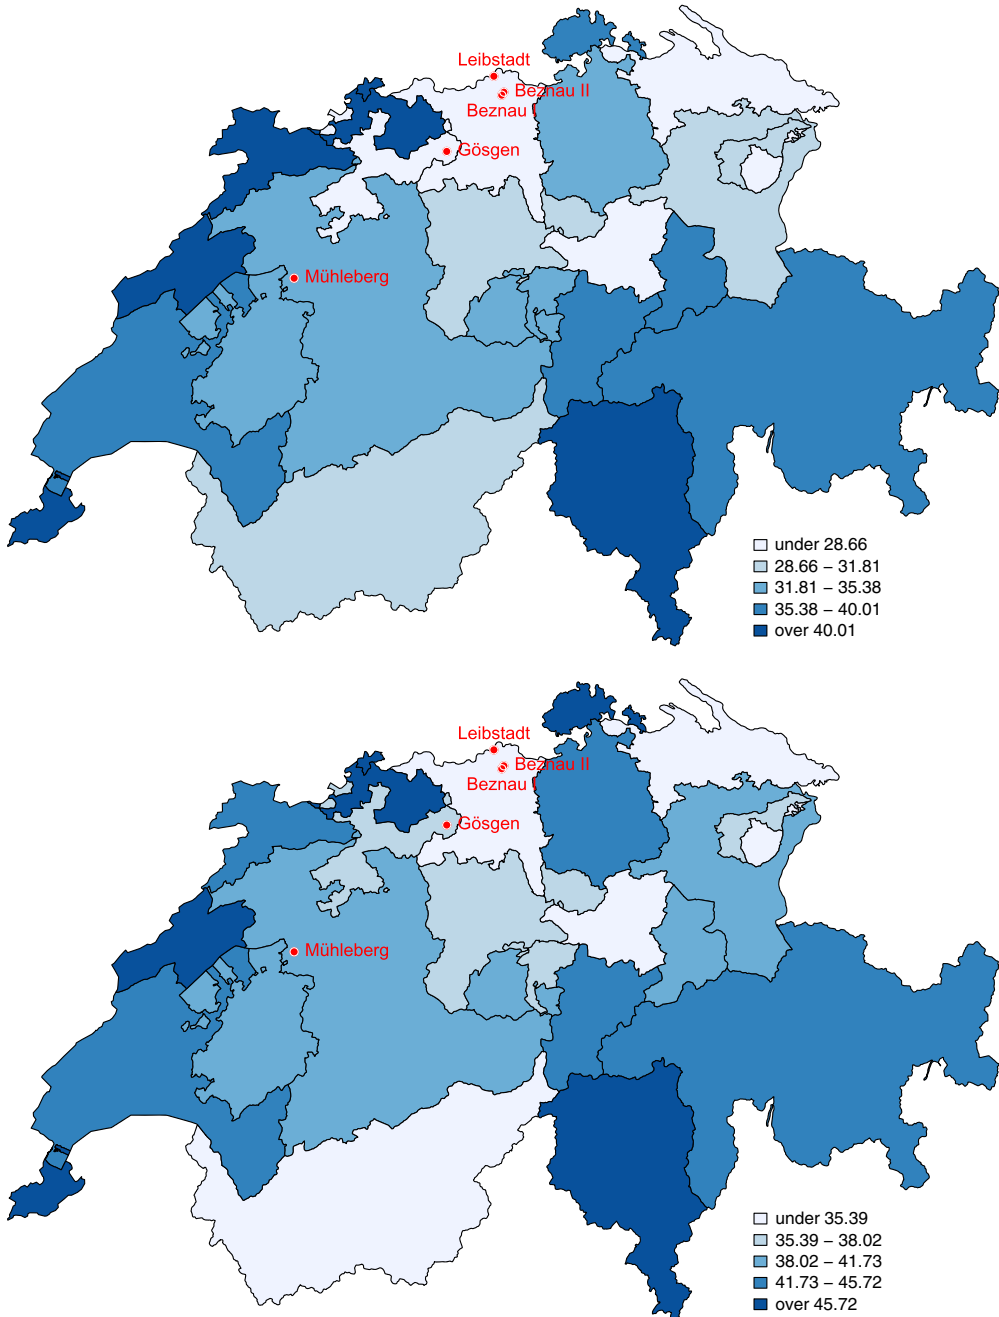 Leibstadt
Beznau II
Beznau I
Gösgen
Mühleberg
under 28.66
28.66 – 31.81
31.81 – 35.38
35.38 – 40.01
over 40.01
Leibstadt
Beznau II
Beznau I
Gösgen
Mühleberg
under 35.39
35.39 – 38.02
38.02 – 41.73
41.73 – 45.72
over 45.72